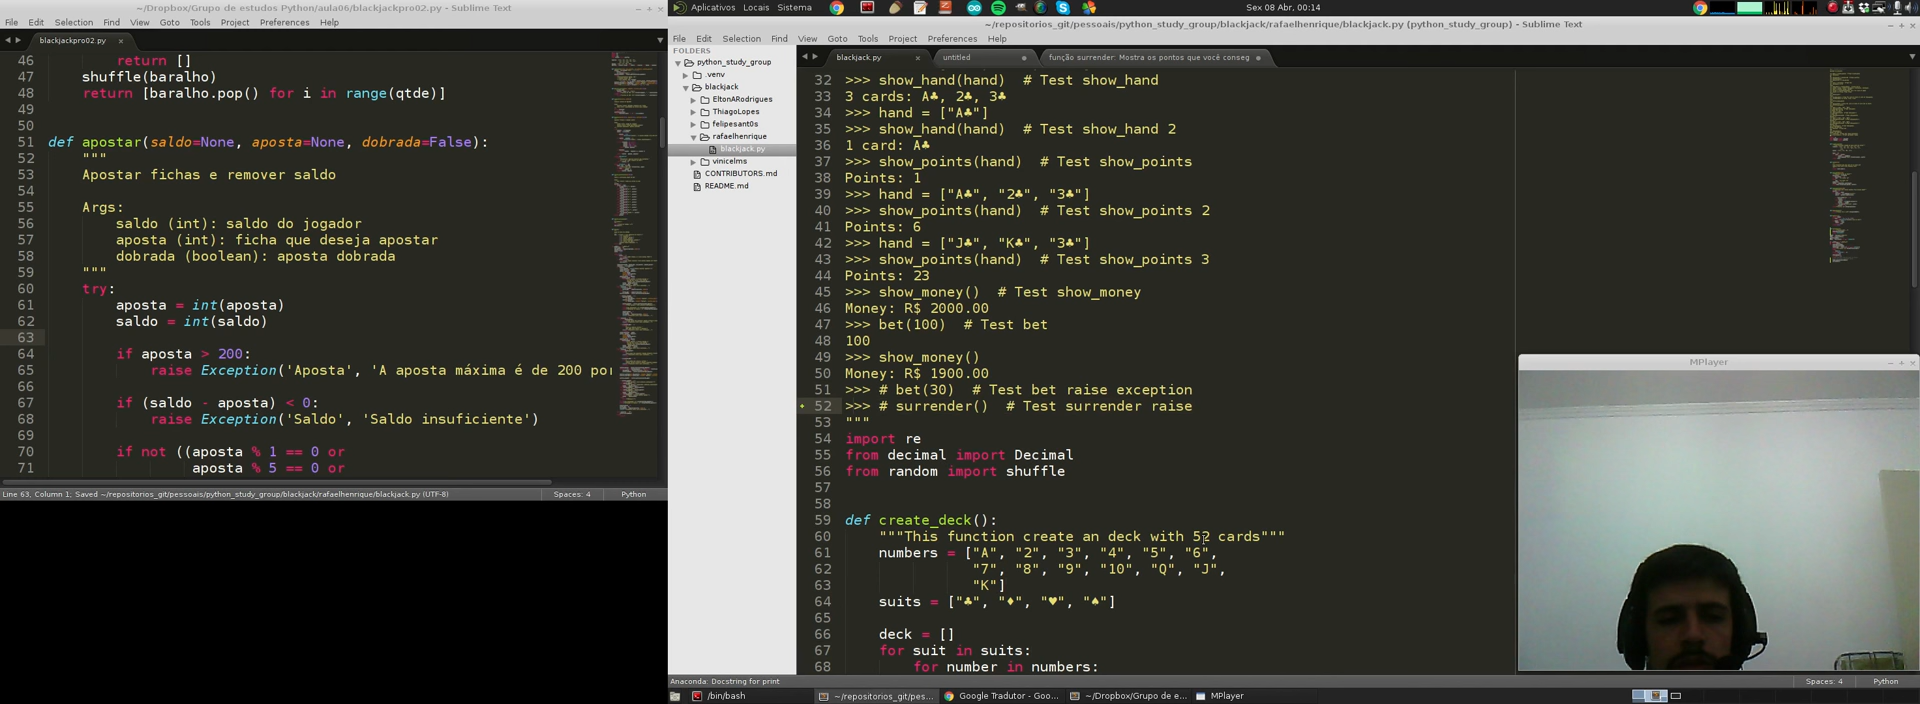 ~/Dropbox/Grupo de estudos Python/aula06/blackjackpro02.py - Sublime Text
File Edit Selection Find View Goto Tools Project Preferences Help
blackjackpro02.py
46 return []
47 shuffle(baralho)
48 return [baralho.pop() for i in range(qtde)]
49
50
51 def apostar(saldo=None, aposta=None, dobrada=False):
52 """
53 Apostar fichas e remover saldo
54
55 Args:
56 saldo (int): saldo do jogador
57 aposta (int): ficha que deseja apostar
58 dobrada (boolean): aposta dobrada
59 """
60 try:
61 aposta = int(aposta)
62 saldo = int(saldo)
63
64 if aposta > 200:
65 raise Exception('Aposta', 'A aposta máxima é de 200 por
66
67 if (saldo - aposta) < 0:
68 raise Exception('Saldo', 'Saldo insuficiente')
69
70 if not ((aposta % 1 == 0 or
71 aposta % 5 == 0 or
Line 63, Column 1; Saved ~/repositorios_git/pessoais/python_study_group/blackjack/rafaelhenrique/blackjack.py (UTF-8) Spaces: 4 Python
Aplicativos Locais Sistema Sex 08 Abr, 00:14
~/repositorios_git/pessoais/python_study_group/blackjack/rafaelhenrique/blackjack.py (python_study_group) - Sublime Text
File Edit Selection Find View Goto Tools Project Preferences Help
FOLDERS
python_study_group
.venv
blackjack
EltonARodrigues
ThiagoLopes
felipesant0s
rafaelhenrique
blackjack.py
vinicelms
CONTRIBUTORS.md
README.md
blackjack.py untitled função surrender: Mostra os pontos que você conseg
32 >>> show_hand(hand) # Test show_hand
33 3 cards: A♣, 2♣, 3♣
34 >>> hand = ["A♣"]
35 >>> show_hand(hand) # Test show_hand 2
36 1 card: A♣
37 >>> show_points(hand) # Test show_points
38 Points: 1
39 >>> hand = ["A♣", "2♣", "3♣"]
40 >>> show_points(hand) # Test show_points 2
41 Points: 6
42 >>> hand = ["J♣", "K♣", "3♣"]
43 >>> show_points(hand) # Test show_points 3
44 Points: 23
45 >>> show_money() # Test show_money
46 Money: R$ 2000.00
47 >>> bet(100) # Test bet
48 100
49 >>> show_money()
50 Money: R$ 1900.00
51 >>> # bet(30) # Test bet raise exception
52 >>> # surrender() # Test surrender raise
53 """
54 import re
55 from decimal import Decimal
56 from random import shuffle
57
58
59 def create_deck():
60 """This function create an deck with 52 cards"""
61 numbers = ["A", "2", "3", "4", "5", "6",
62 "7", "8", "9", "10", "Q", "J",
63 "K"]
64 suits = ["♣", "♦", "♥", "♠"]
65
66 deck = []
67 for suit in suits:
68 for number in numbers:
Anaconda: Docstring for print Spaces: 4 Python
MPlayer
/bin/bash ~/repositorios_git/pes... Google Tradutor - Goo... ~/Dropbox/Grupo de e... MPlayer